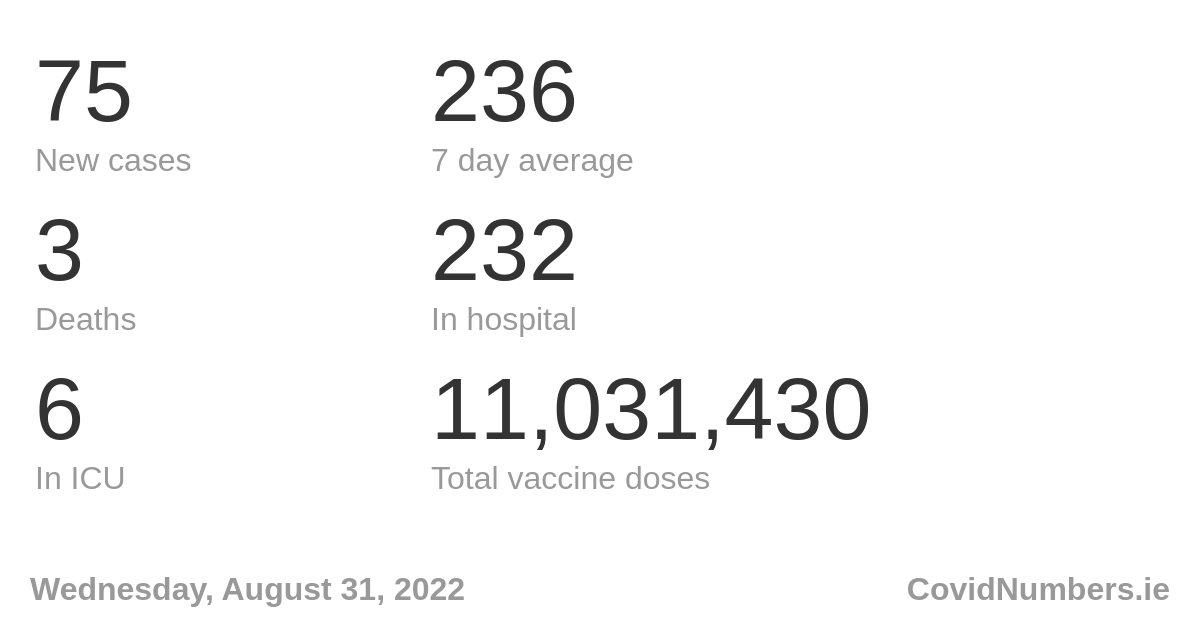 75
New cases
236
7 day average
3
Deaths
232
In hospital
6
In ICU
11,031,430
Total vaccine doses
Wednesday, August 31, 2022
CovidNumbers.ie